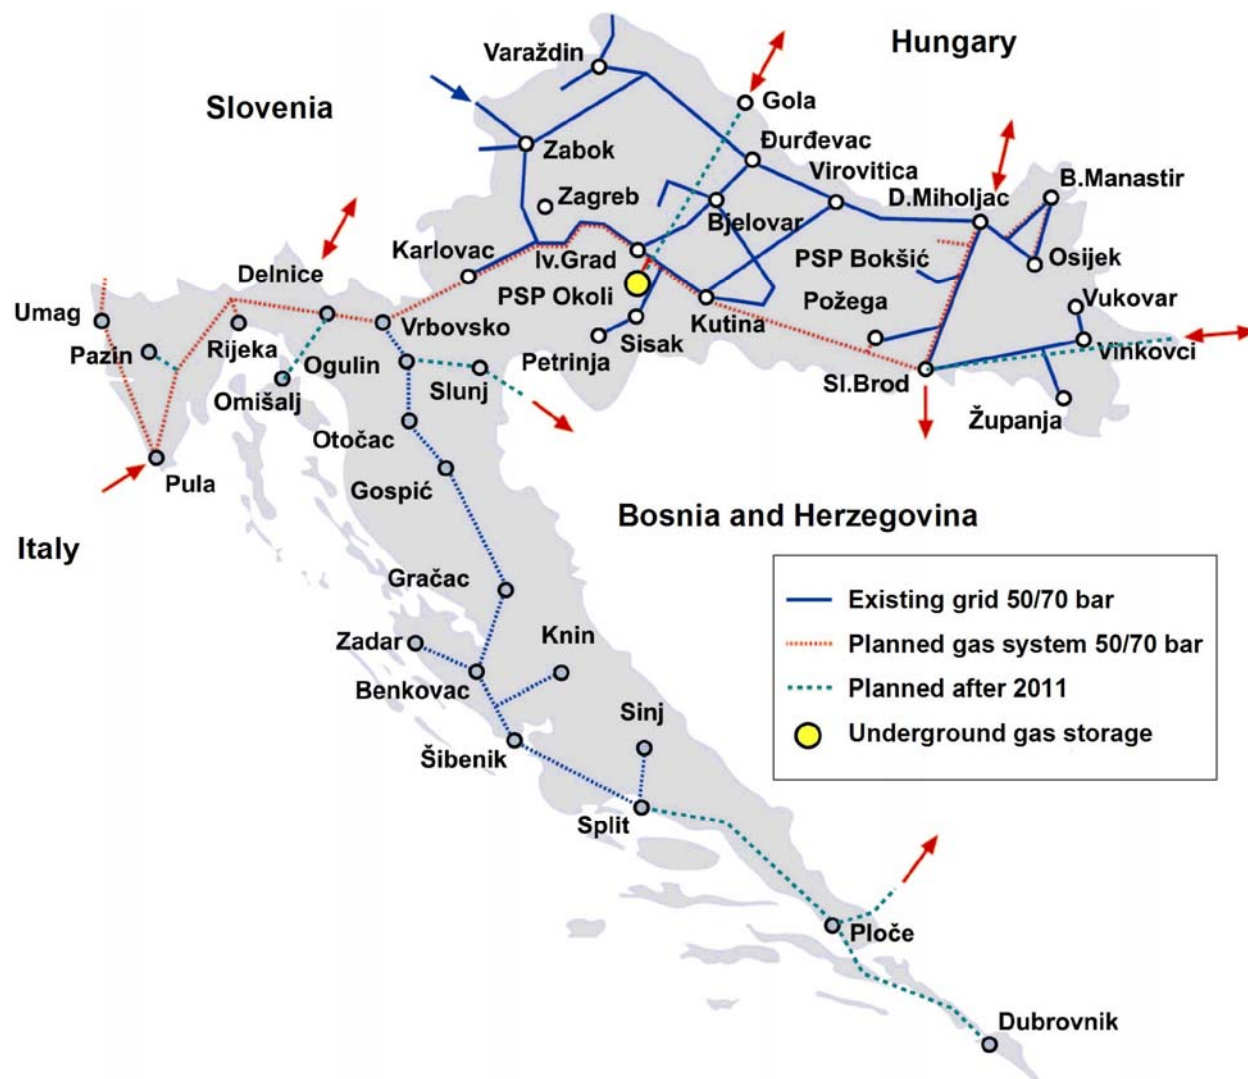 Hungary
Varaždin
Slovenia
Gola
Đurđevac
Zabok
Virovitica
B.Manastir
Zagreb
D.Miholjac
Bjelovar
Karlovac
Iv.Grad
PSP Bokšić
Osijek
Delnice
PSP Okoli
Požega
Vukovar
Umag
Kutina
Vrbovsko
Sisak
Vinkovci
Rijeka
Pazin
Ogulin
Petrinja
Slunj
Sl.Brod
Omišalj
Županja
Otočac
Pula
Gospić
Bosnia and Herzegovina
Italy
Gračac
Existing grid 50/70 bar
Planned gas system 50/70 bar
Planned after 2011
Underground gas storage
Zadar
Knin
Benkovac
Sinj
Šibenik
Split
Ploče
Dubrovnik